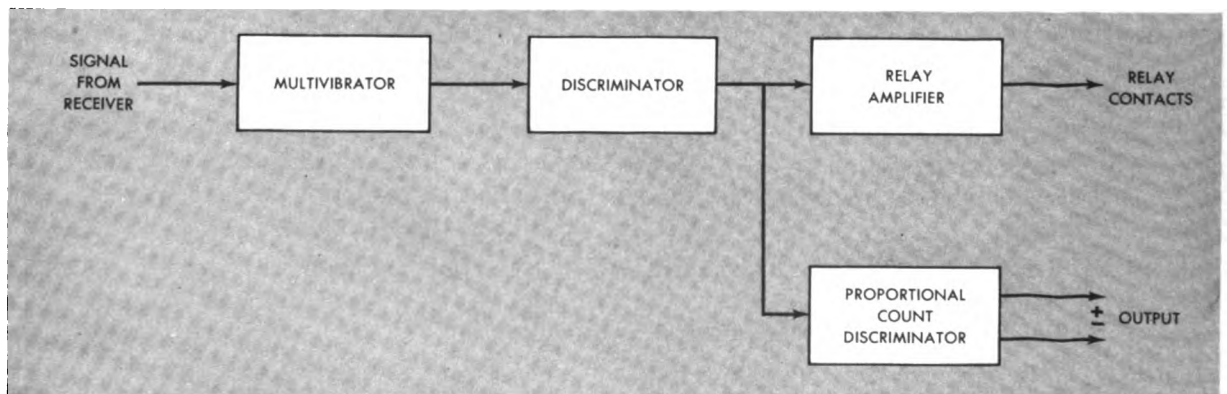 SIGNAL
FROM
RECEIVER
MULTIVIBRATOR
DISCRIMINATOR
RELAY
AMPLIFIER
RELAY
CONTACTS
PROPORTIONAL
COUNT
DISCRIMINATOR
±
OUTPUT